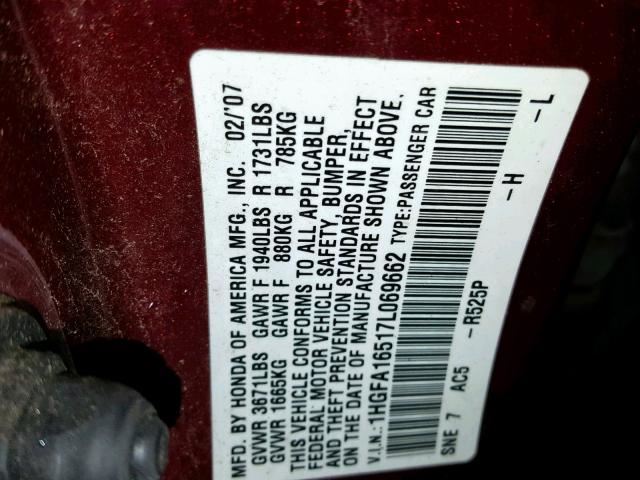 MFD. BY HONDA OF AMERICA MFG., INC. 02/'07
GVWR 3671LBS GAWR F 1940LBS R 1731LBS
GVWR 1665KG GAWR F 880KG R 785KG
THIS VEHICLE CONFORMS TO ALL APPLICABLE
FEDERAL MOTOR VEHICLE SAFETY, BUMPER,
AND THEFT PREVENTION STANDARDS IN EFFECT
ON THE DATE OF MANUFACTURE SHOWN ABOVE.
V.I.N.: 1HGFA16517L069662 TYPE:PASSENGER CAR
SNE 7 AC5 -R525P -H -L